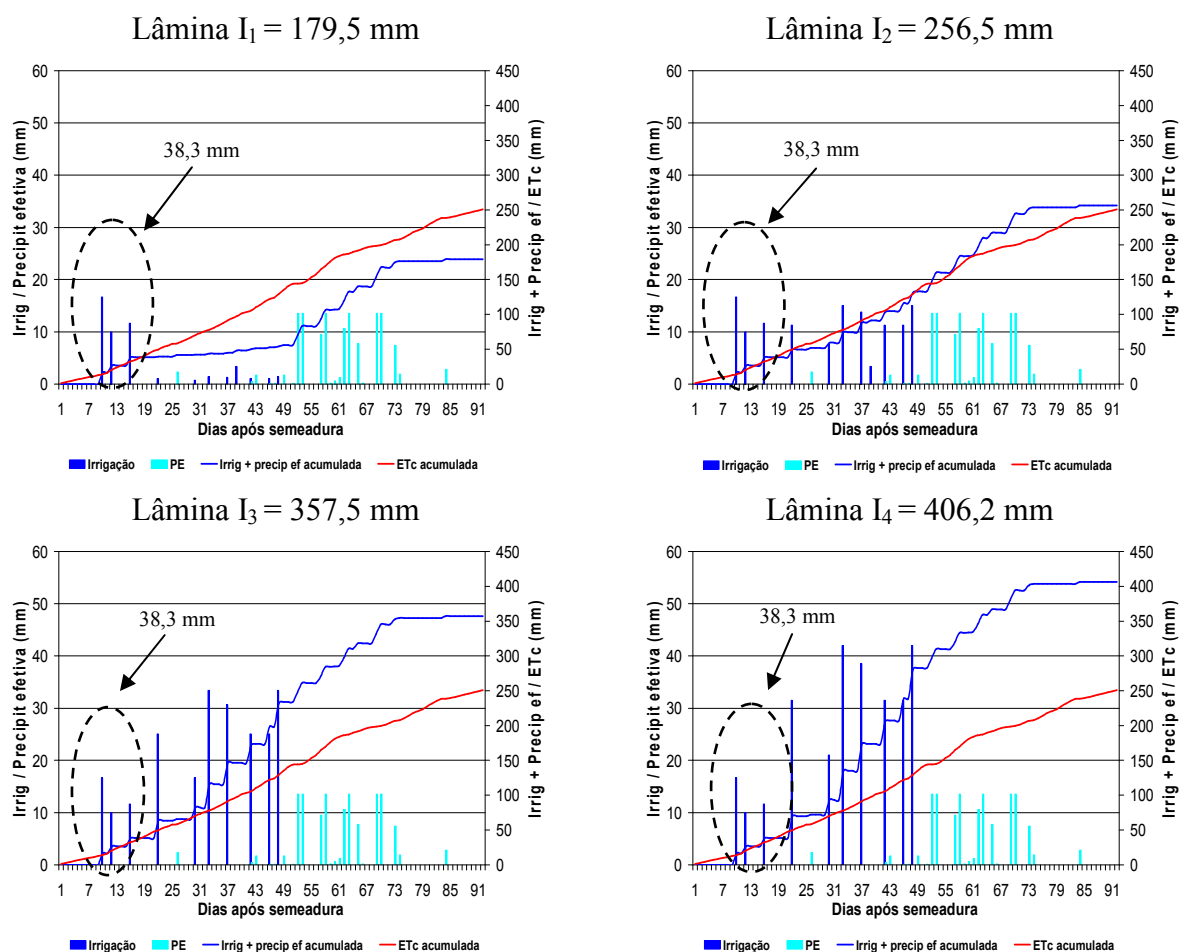 Lâmina I₁ = 179,5 mm
60
50
40
30
20
10
0
Irrig / Precipit efetiva (mm)
450
400
350
300
250
200
150
100
50
0
Irrig + Precip ef / ETc (mm)
38,3 mm
1 7 13 19 25 31 37 43 49 55 61 67 73 79 85 91
Dias após semeadura
Irrigação PE Irrig + precip ef acumulada ETc acumulada
Lâmina I₂ = 256,5 mm
60
50
40
30
20
10
0
Irrig / Precipit efetiva (mm)
450
400
350
300
250
200
150
100
50
0
Irrig + Precip ef / ETc (mm)
38,3 mm
1 7 13 19 25 31 37 43 49 55 61 67 73 79 85 91
Dias após semeadura
Irrigação PE Irrig + precip ef acumulada ETc acumulada
Lâmina I₃ = 357,5 mm
60
50
40
30
20
10
0
Irrig / Precipit efetiva (mm)
450
400
350
300
250
200
150
100
50
0
Irrig + Precip ef / ETc (mm)
38,3 mm
1 7 13 19 25 31 37 43 49 55 61 67 73 79 85 91
Dias após semeadura
Irrigação PE Irrig + precip ef acumulada ETc acumulada
Lâmina I₄ = 406,2 mm
60
50
40
30
20
10
0
Irrig / Precipit efetiva (mm)
450
400
350
300
250
200
150
100
50
0
Irrig + Precip ef / ETc (mm)
38,3 mm
1 7 13 19 25 31 37 43 49 55 61 67 73 79 85 91
Dias após semeadura
Irrigação PE Irrig + precip ef acumulada ETc acumulada